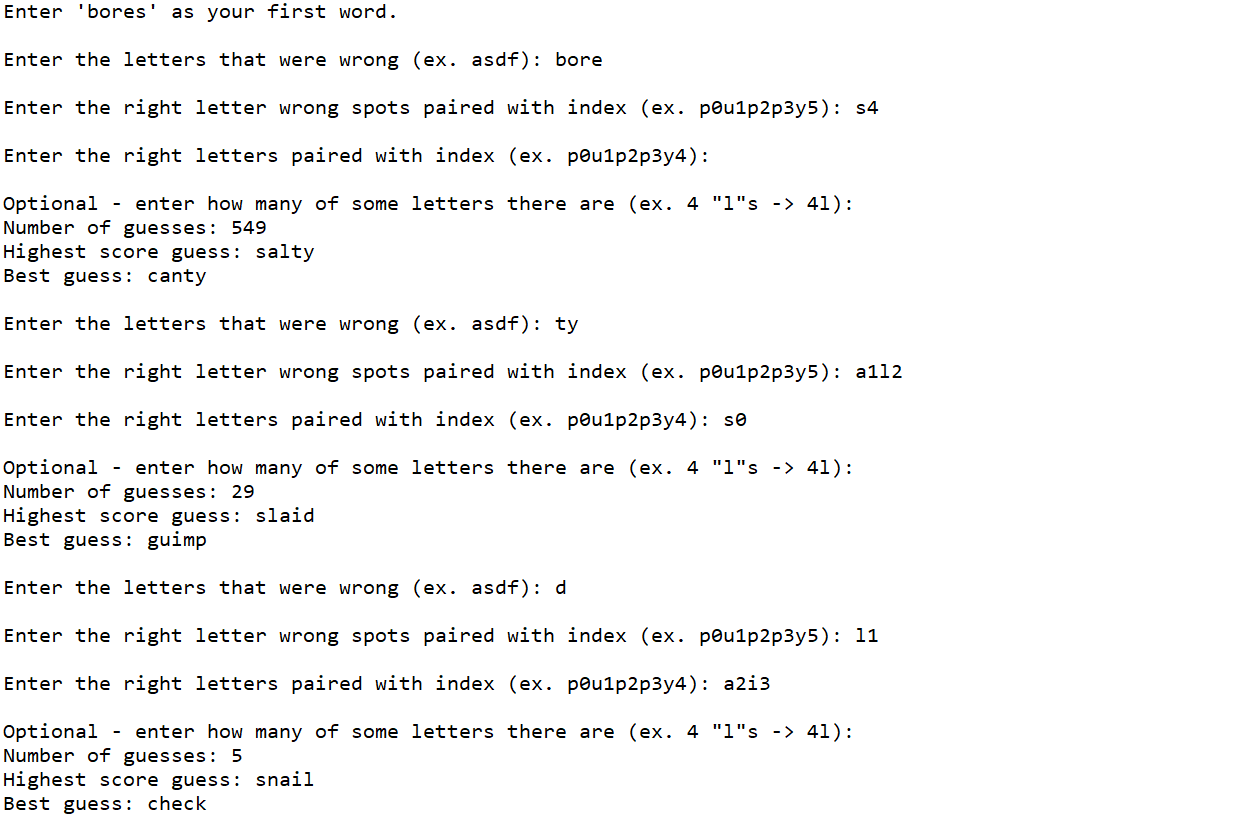 Enter 'bores' as your first word.
Enter the letters that were wrong (ex. asdf): bore
Enter the right letter wrong spots paired with index (ex. p0u1p2p3y5): s4
Enter the right letters paired with index (ex. p0u1p2p3y4):
Optional - enter how many of some letters there are (ex. 4 "l"s -> 4l):
Number of guesses: 549
Highest score guess: salty
Best guess: canty
Enter the letters that were wrong (ex. asdf): ty
Enter the right letter wrong spots paired with index (ex. p0u1p2p3y5): a1l2
Enter the right letters paired with index (ex. p0u1p2p3y4): s0
Optional - enter how many of some letters there are (ex. 4 "l"s -> 4l):
Number of guesses: 29
Highest score guess: slaid
Best guess: guimp
Enter the letters that were wrong (ex. asdf): d
Enter the right letter wrong spots paired with index (ex. p0u1p2p3y5): l1
Enter the right letters paired with index (ex. p0u1p2p3y4): a2i3
Optional - enter how many of some letters there are (ex. 4 "l"s -> 4l):
Number of guesses: 5
Highest score guess: snail
Best guess: check